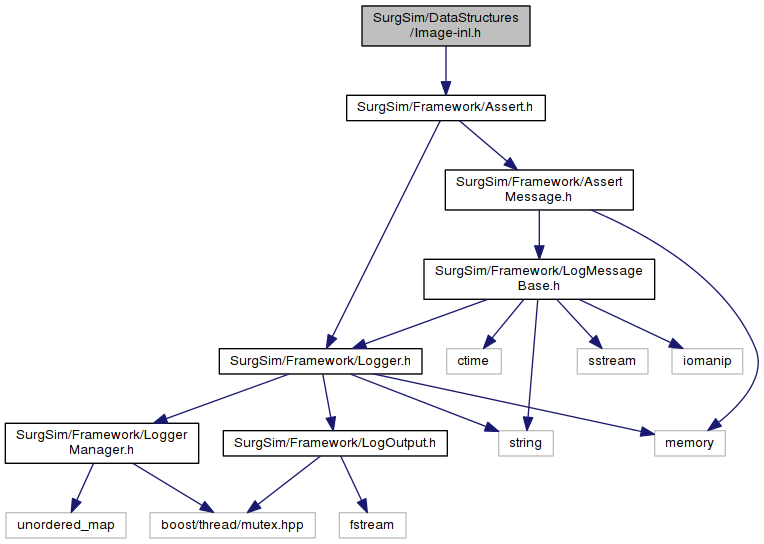 SurgSim/DataStructures
/Image-inl.h
SurgSim/Framework/Assert.h
SurgSim/Framework/Assert
Message.h
SurgSim/Framework/LogMessage
Base.h
SurgSim/Framework/Logger.h
ctime
sstream
iomanip
SurgSim/Framework/Logger
Manager.h
SurgSim/Framework/LogOutput.h
string
memory
unordered_map
boost/thread/mutex.hpp
fstream